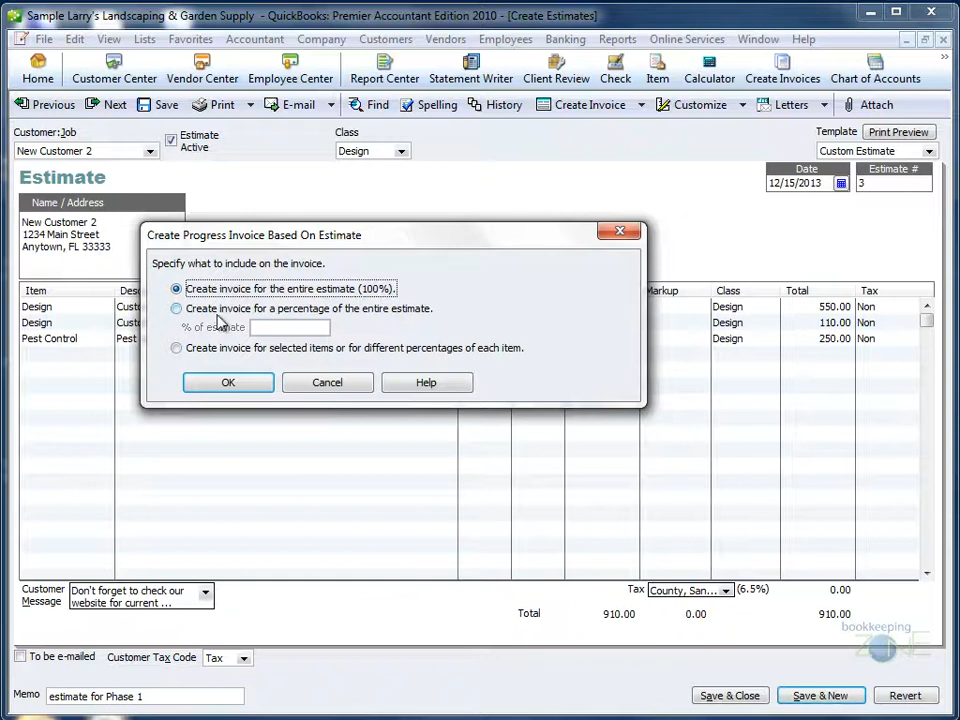 Sample Larry's Landscaping & Garden Supply - QuickBooks: Premier Accountant Edition 2010 - [Create Estimates]
File Edit View Lists Favorites Accountant Company Customers Vendors Employees Banking Reports Online Services Window Help
Home Customer Center Vendor Center Employee Center Report Center Statement Writer Client Review Check Item Calculator Create Invoices Chart of Accounts
Previous Next Save Print E-mail Find Spelling History Create Invoice Customize Letters Attach
Customer:Job Estimate Active Class Template Print Preview
New Customer 2 Design Custom Estimate
Estimate Date Estimate #
12/15/2013 3
Name / Address
New Customer 2
1234 Main Street
Anytown, FL 33333
Create Progress Invoice Based On Estimate
Specify what to include on the invoice.
Create invoice for the entire estimate (100%).
Create invoice for a percentage of the entire estimate.
% of estimate
Create invoice for selected items or for different percentages of each item.
OK Cancel Help
Item Class Total Tax
Design Design 550.00 Non
Design Design 110.00 Non
Pest Control Pest Design 250.00 Non
Customer Message Don't forget to check our website for current ...
Tax County, San... (6.5%) 0.00
Total 910.00 0.00 910.00
bookkeeping
ZONE
To be e-mailed Customer Tax Code Tax
Memo estimate for Phase 1 Save & Close Save & New Revert